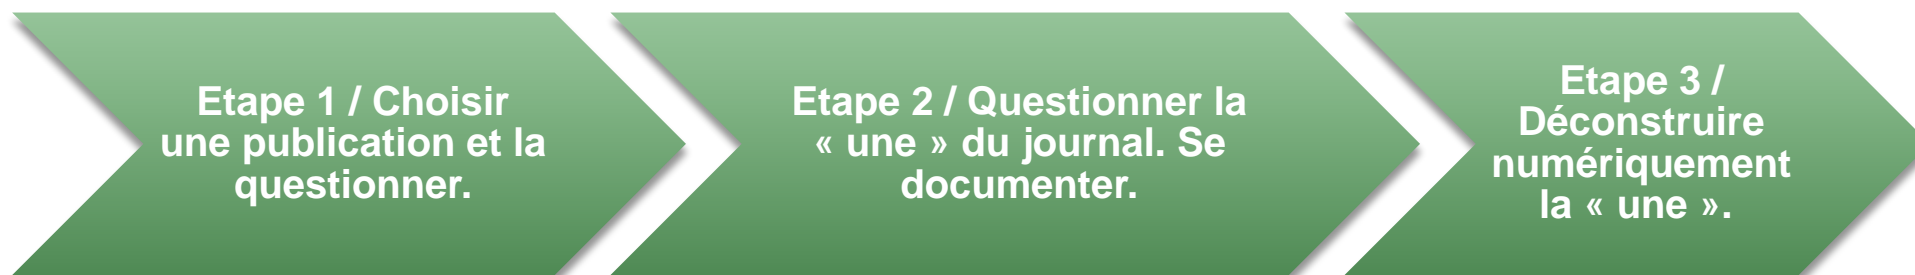 Etape 1 / Choisir
une publication et la
questionner.
Etape 2 / Questionner la
« une » du journal. Se
documenter.
Etape 3 /
Déconstruire
numériquement
la « une ».